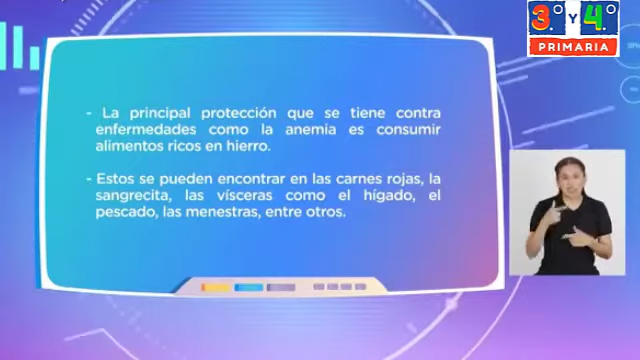 3.º Y 4.º
PRIMARIA
- La principal protección que se tiene contra
enfermedades como la anemia es consumir
alimentos ricos en hierro.
- Estos se pueden encontrar en las carnes rojas, la
sangrecita, las vísceras como el hígado, el
pescado, las menestras, entre otros.